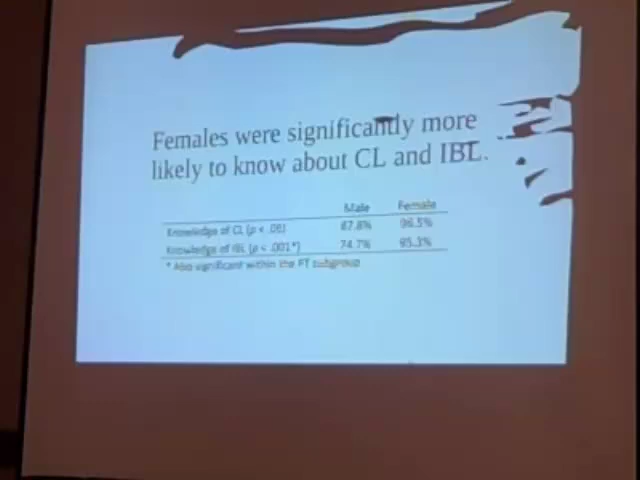 Females were significantly more
likely to know about CL and IBL.
Male Female
Knowledge of CL (p < .06) 87.8% 96.5%
Knowledge of IBL (p < .001*) 74.7% 95.3%
* Also significant within the FT subgroup